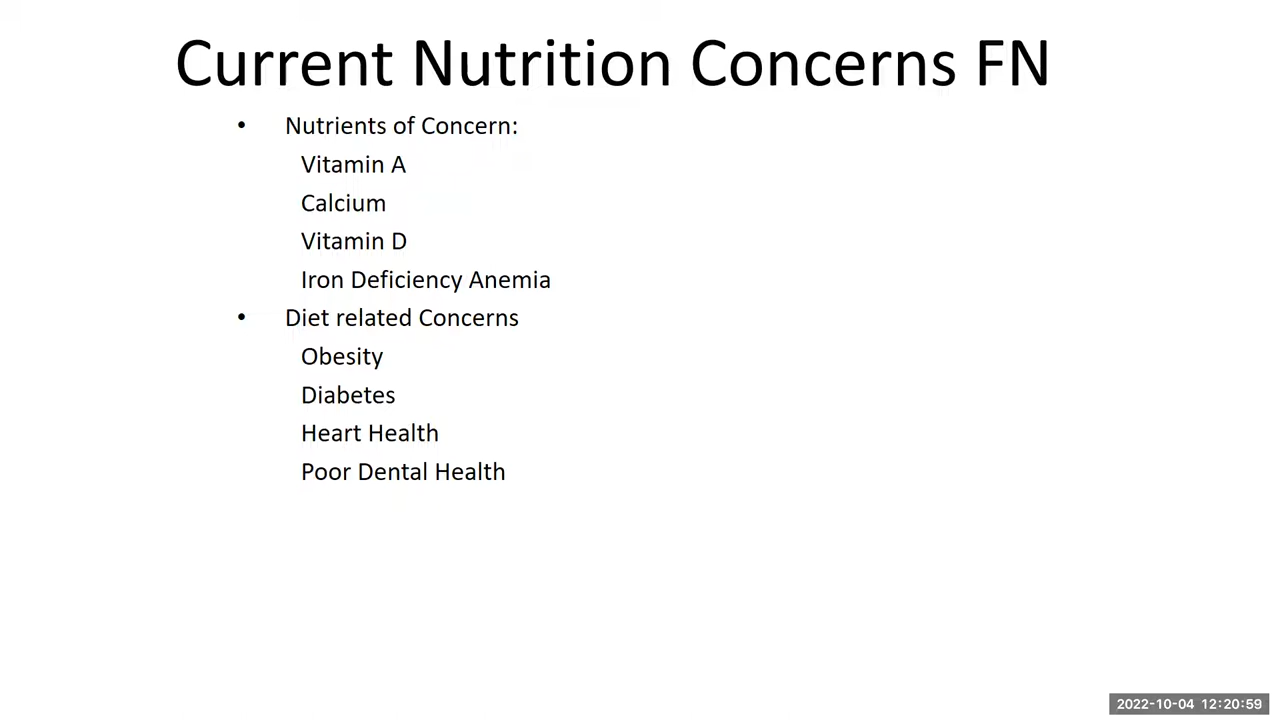 Current Nutrition Concerns FN
• Nutrients of Concern:
Vitamin A
Calcium
Vitamin D
Iron Deficiency Anemia
• Diet related Concerns
Obesity
Diabetes
Heart Health
Poor Dental Health
2022-10-04 12:20:59